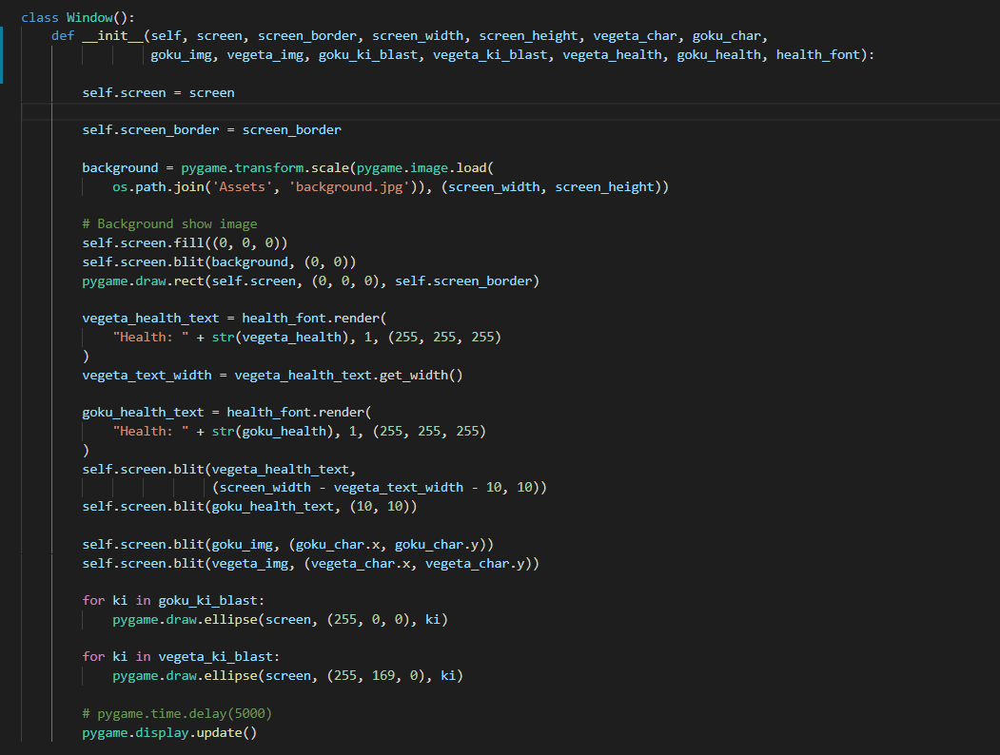 class Window():
    def __init__(self, screen, screen_border, screen_width, screen_height, vegeta_char, goku_char,
                 goku_img, vegeta_img, goku_ki_blast, vegeta_ki_blast, vegeta_health, goku_health, health_font):
        self.screen = screen
        self.screen_border = screen_border
        background = pygame.transform.scale(pygame.image.load(
            os.path.join('Assets', 'background.jpg')), (screen_width, screen_height))
        # Background show image
        self.screen.fill((0, 0, 0))
        self.screen.blit(background, (0, 0))
        pygame.draw.rect(self.screen, (0, 0, 0), self.screen_border)
        vegeta_health_text = health_font.render(
            "Health: " + str(vegeta_health), 1, (255, 255, 255)
        )
        vegeta_text_width = vegeta_health_text.get_width()
        goku_health_text = health_font.render(
            "Health: " + str(goku_health), 1, (255, 255, 255)
        )
        self.screen.blit(vegeta_health_text,
                         (screen_width - vegeta_text_width - 10, 10))
        self.screen.blit(goku_health_text, (10, 10))
        self.screen.blit(goku_img, (goku_char.x, goku_char.y))
        self.screen.blit(vegeta_img, (vegeta_char.x, vegeta_char.y))
        for ki in goku_ki_blast:
            pygame.draw.ellipse(screen, (255, 0, 0), ki)
        for ki in vegeta_ki_blast:
            pygame.draw.ellipse(screen, (255, 169, 0), ki)
        # pygame.time.delay(5000)
        pygame.display.update()